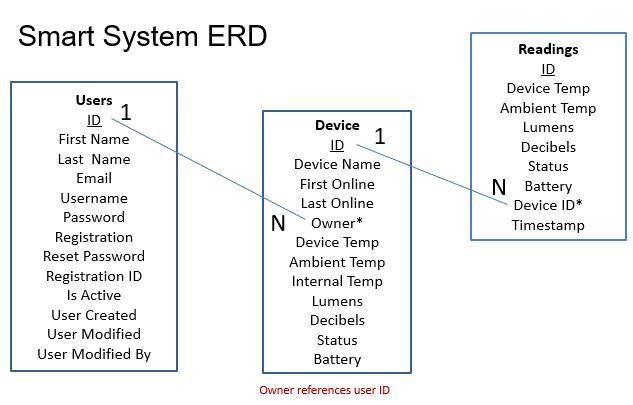 Smart System ERD
Users
ID
First Name
Last Name
Email
Username
Password
Registration
Reset Password
Registration ID
Is Active
User Created
User Modified
User Modified By
1
N
Device
ID
Device Name
First Online
Last Online
Owner*
Device Temp
Ambient Temp
Internal Temp
Lumens
Decibels
Status
Battery
1
N
Readings
ID
Device Temp
Ambient Temp
Lumens
Decibels
Status
Battery
Device ID*
Timestamp
Owner references user ID